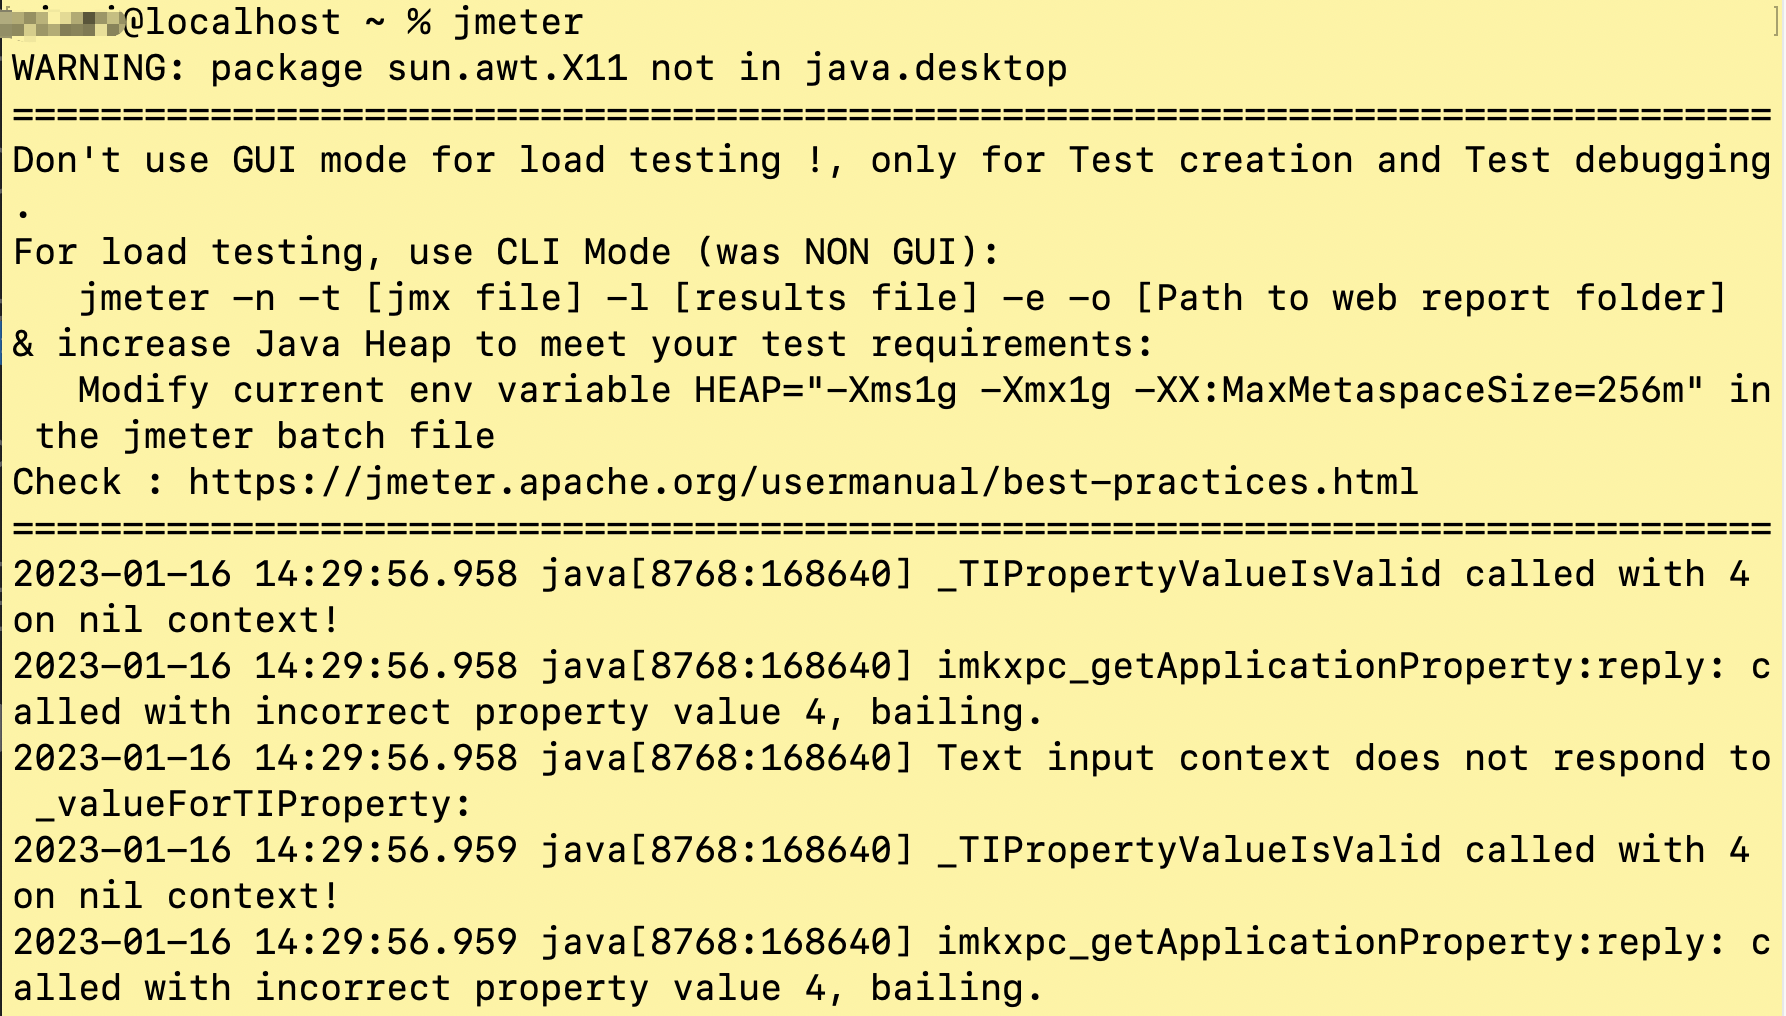 @localhost ~ % jmeter
WARNING: package sun.awt.X11 not in java.desktop
================================================================================
Don't use GUI mode for load testing !, only for Test creation and Test debugging
.
For load testing, use CLI Mode (was NON GUI):
   jmeter -n -t [jmx file] -l [results file] -e -o [Path to web report folder]
& increase Java Heap to meet your test requirements:
   Modify current env variable HEAP="-Xms1g -Xmx1g -XX:MaxMetaspaceSize=256m" in
 the jmeter batch file
Check : https://jmeter.apache.org/usermanual/best-practices.html
================================================================================
2023-01-16 14:29:56.958 java[8768:168640] _TIPropertyValueIsValid called with 4
on nil context!
2023-01-16 14:29:56.958 java[8768:168640] imkxpc_getApplicationProperty:reply: c
alled with incorrect property value 4, bailing.
2023-01-16 14:29:56.958 java[8768:168640] Text input context does not respond to
 _valueForTIProperty:
2023-01-16 14:29:56.959 java[8768:168640] _TIPropertyValueIsValid called with 4
on nil context!
2023-01-16 14:29:56.959 java[8768:168640] imkxpc_getApplicationProperty:reply: c
alled with incorrect property value 4, bailing.